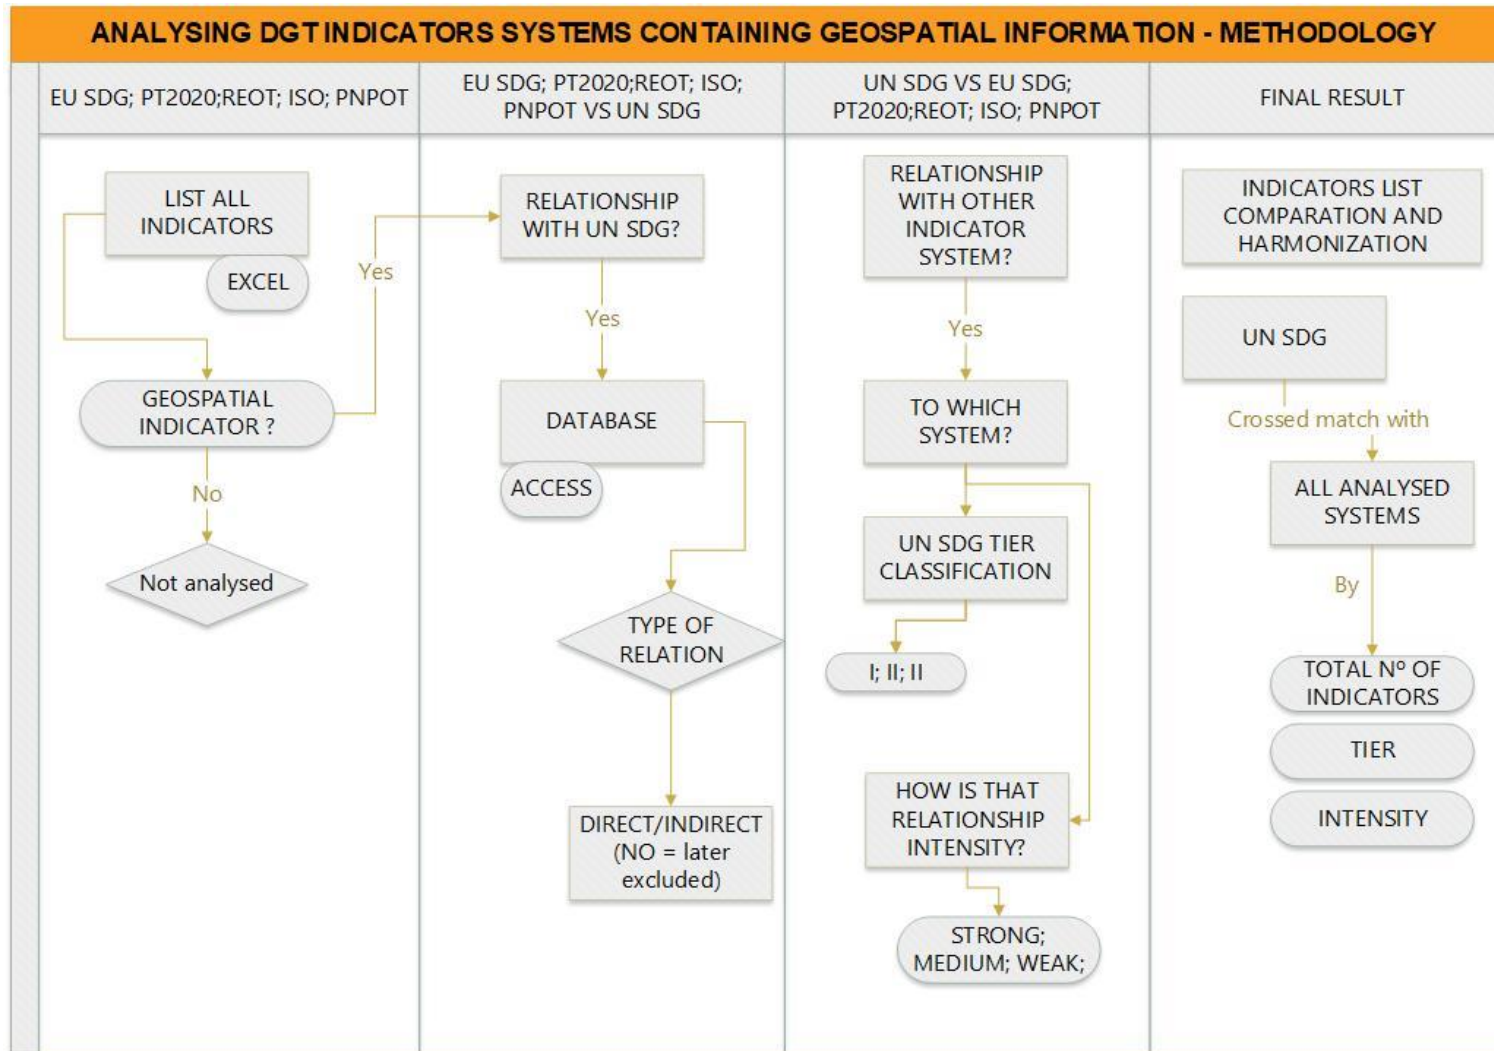 ANALYSING DGT INDICATORS SYSTEMS CONTAINING GEOSPATIAL INFORMATION - METHODOLOGY
EU SDG; PT2020;REOT; ISO; PNPOT
EU SDG; PT2020;REOT; ISO;
PNPOT VS UN SDG
UN SDG VS EU SDG;
PT2020;REOT; ISO; PNPOT
FINAL RESULT
LIST ALL
INDICATORS
EXCEL
Yes
GEOSPATIAL
INDICATOR ?
No
Not analysed
RELATIONSHIP
WITH UN SDG?
Yes
DATABASE
ACCESS
TYPE OF
RELATION
DIRECT/INDIRECT
(NO = later
excluded)
RELATIONSHIP
WITH OTHER
INDICATOR
SYSTEM?
Yes
TO WHICH
SYSTEM?
UN SDG TIER
CLASSIFICATION
I; II; II
HOW IS THAT
RELATIONSHIP
INTENSITY?
STRONG;
MEDIUM; WEAK;
INDICATORS LIST
COMPARATION AND
HARMONIZATION
UN SDG
Crossed match with
ALL ANALYSED
SYSTEMS
By
TOTAL Nº OF
INDICATORS
TIER
INTENSITY